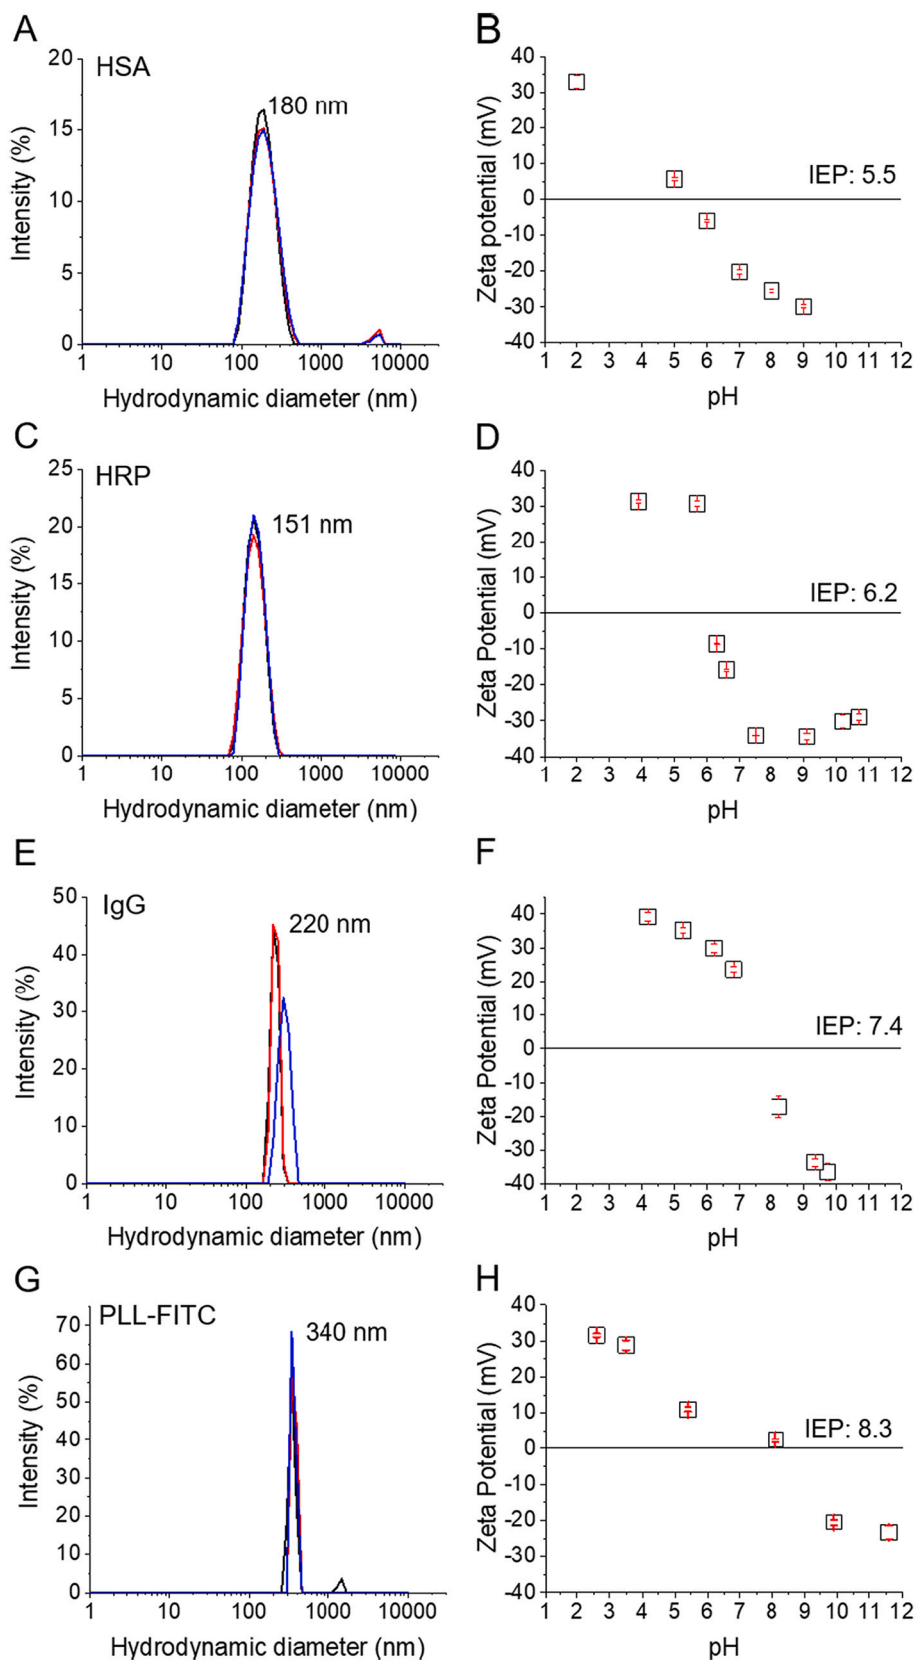 A
HSA
180 nm
20
15
10
5
0
Intensity (%)
1 10 100 1000 10000
Hydrodynamic diameter (nm)
B
40
30
20
10
0
-10
-20
-30
-40
Zeta potential (mV)
IEP: 5.5
1 2 3 4 5 6 7 8 9 10 11 12
pH
C
HRP
151 nm
25
20
15
10
5
0
Intensity (%)
1 10 100 1000 10000
Hydrodynamic diameter (nm)
D
40
30
20
10
0
-10
-20
-30
-40
Zeta Potential (mV)
IEP: 6.2
1 2 3 4 5 6 7 8 9 10 11 12
pH
E
IgG
220 nm
50
40
30
20
10
0
Intensity (%)
1 10 100 1000 10000
Hydrodynamic diameter (nm)
F
40
30
20
10
0
-10
-20
-30
-40
Zeta Potential (mV)
IEP: 7.4
1 2 3 4 5 6 7 8 9 10 11 12
pH
G
PLL-FITC
340 nm
70
60
50
40
30
20
10
0
Intensity (%)
1 10 100 1000 10000
Hydrodynamic diameter (nm)
H
40
30
20
10
0
-10
-20
-30
-40
Zeta Potential (mV)
IEP: 8.3
1 2 3 4 5 6 7 8 9 10 11 12
pH